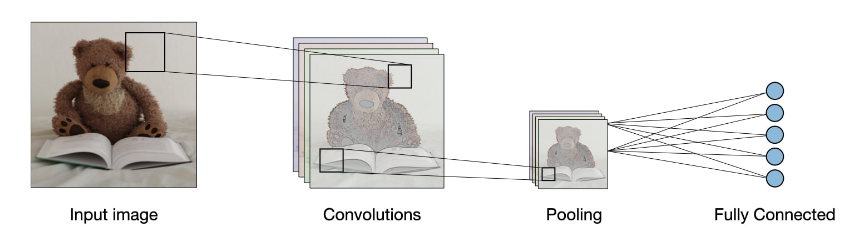 Input image
Convolutions
Pooling
Fully Connected